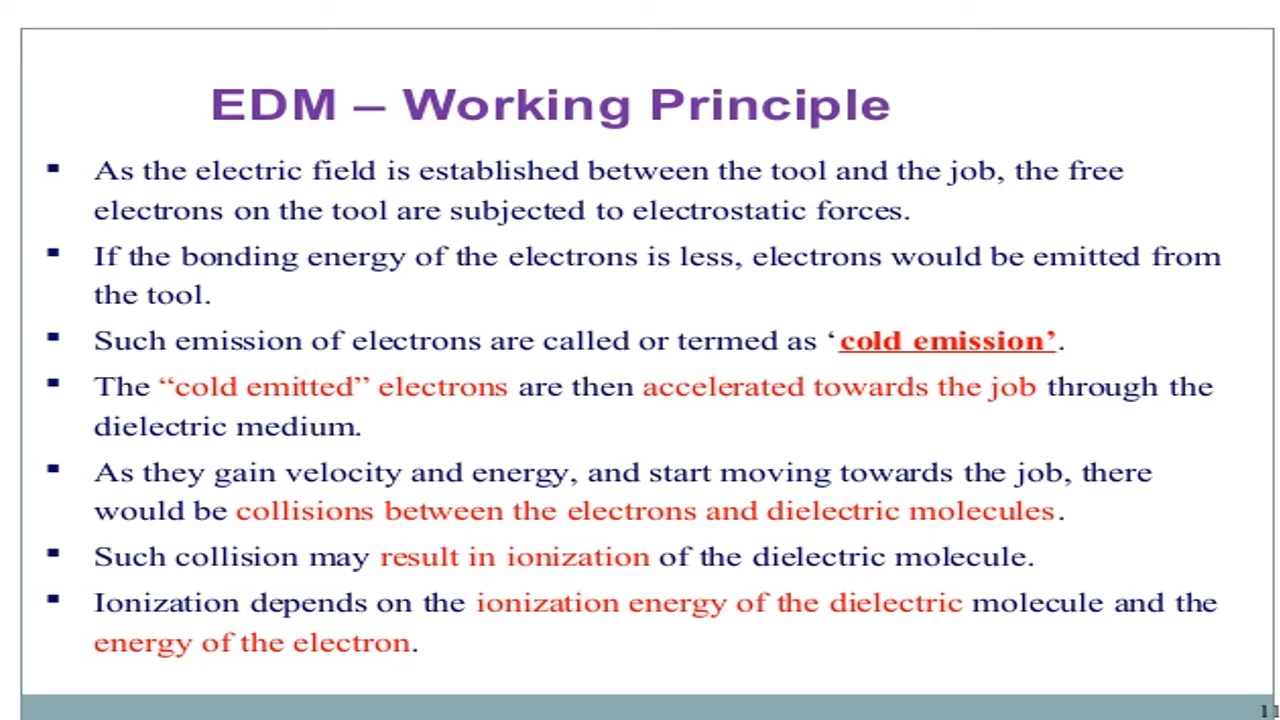 EDM – Working Principle
▪ As the electric field is established between the tool and the job, the free
electrons on the tool are subjected to electrostatic forces.
▪ If the bonding energy of the electrons is less, electrons would be emitted from
the tool.
▪ Such emission of electrons are called or termed as ‘cold emission’.
▪ The “cold emitted” electrons are then accelerated towards the job through the
dielectric medium.
▪ As they gain velocity and energy, and start moving towards the job, there
would be collisions between the electrons and dielectric molecules.
▪ Such collision may result in ionization of the dielectric molecule.
▪ Ionization depends on the ionization energy of the dielectric molecule and the
energy of the electron.
11